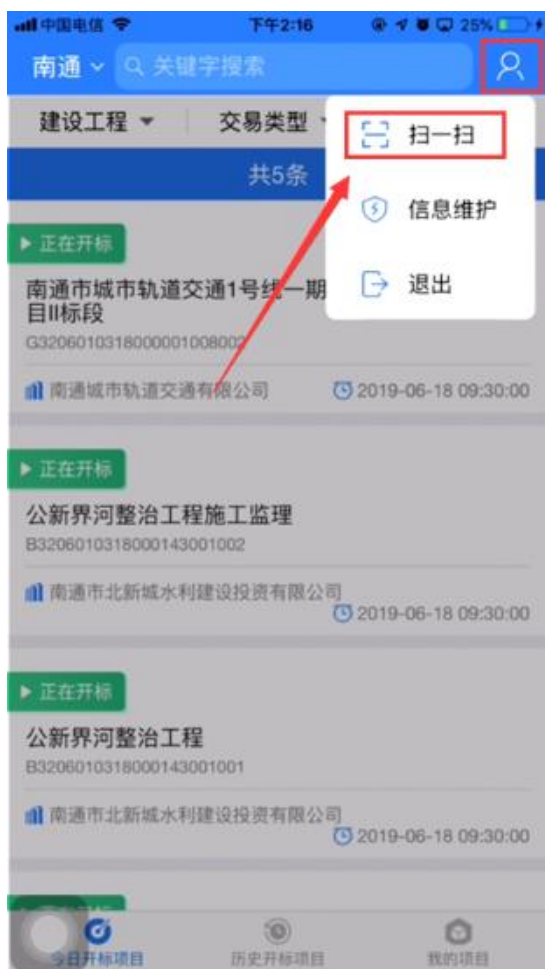 中国电信 下午2:16 25%
南通 关键字搜索
建设工程 交易类型
扫一扫
共5条
信息维护
正在开标
退出
南通市城市轨道交通1号线一期
目II标段
G3206010318000001008002
南通城市轨道交通有限公司 2019-06-18 09:30:00
正在开标
公新界河整治工程施工监理
B3206010318000143001002
南通市北新城水利建设投资有限公司
2019-06-18 09:30:00
正在开标
公新界河整治工程
B3206010318000143001001
南通市北新城水利建设投资有限公司
2019-06-18 09:30:00
今日开标项目 历史开标项目 我的项目